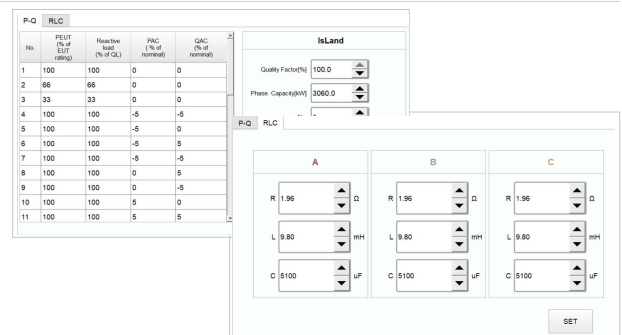 P-Q RLC
No. PEUT (% of EUT rating) Reactive load (% of QL) PAC ( % of nominal) QAC (% of nominal)
1 100 100 0 0
2 66 66 0 0
3 33 33 0 0
4 100 100 -5 -5
5 100 100 -5 0
6 100 100 -5 5
7 100 100 -5 -5
8 100 100 0 5
9 100 100 0 -5
10 100 100 5 0
11 100 100 5 5
IsLand
Quality Factor[%] 100.0
Phase Capacity[kW] 3060.0
P-Q RLC
A B C
R 1.96 Ω R 1.96 Ω R 1.96 Ω
L 9.80 mH L 9.80 mH L 9.80 mH
C 5100 uF C 5100 uF C 5100 uF
SET